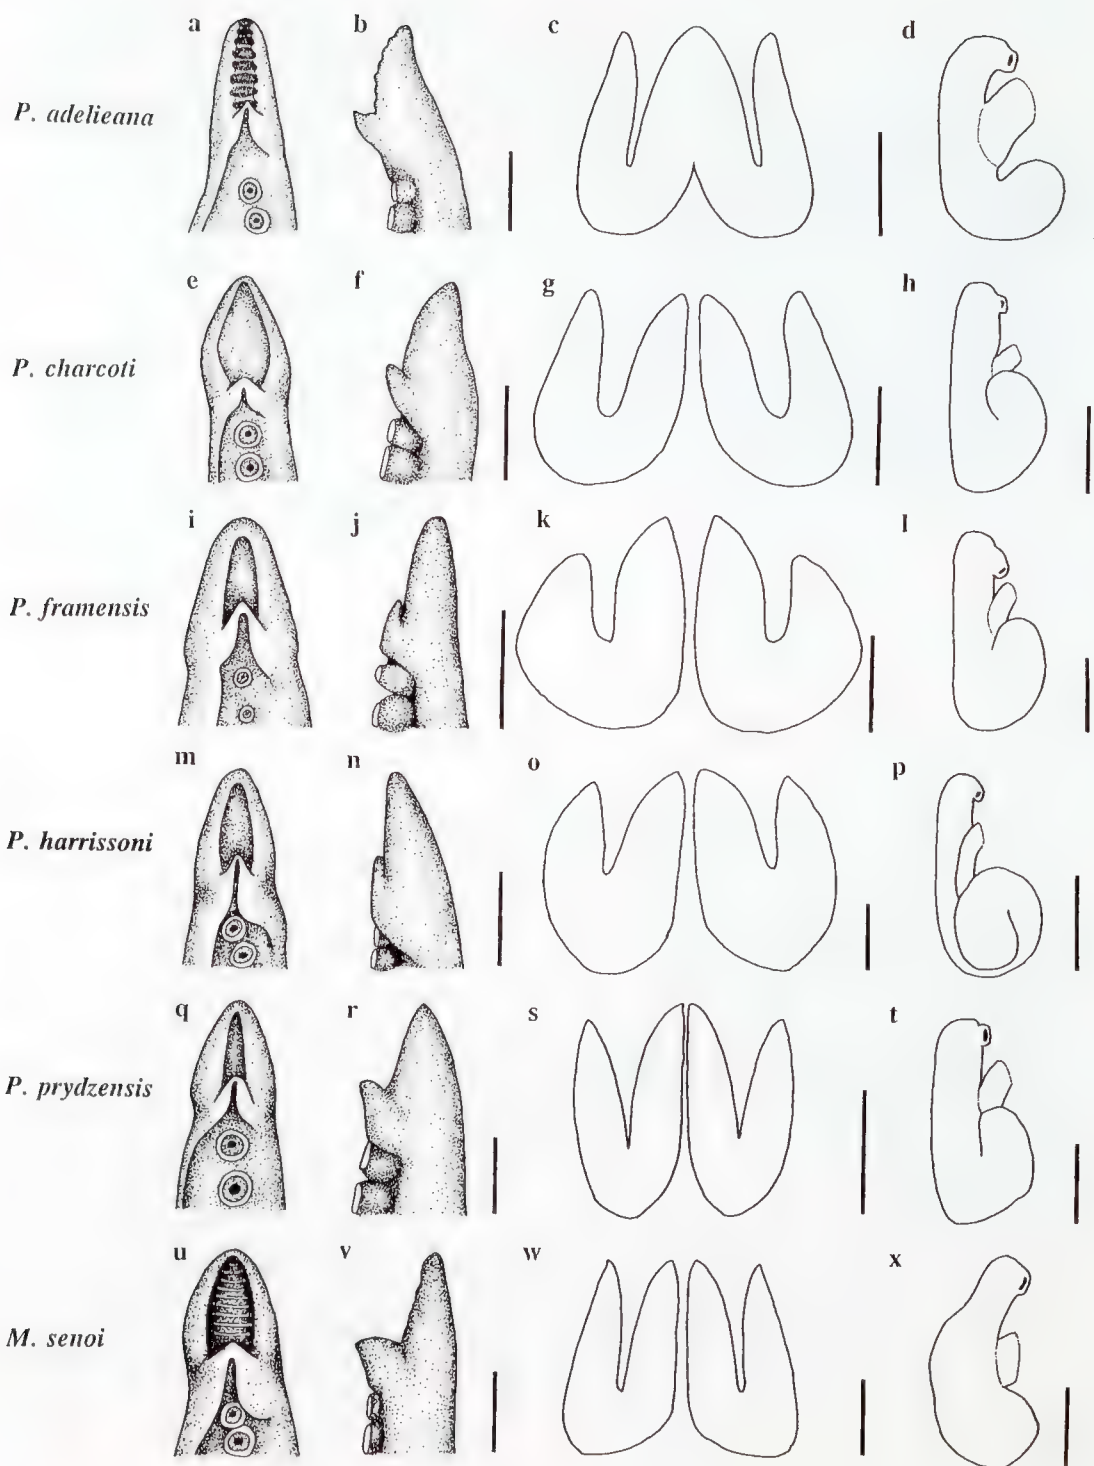 a b c d
P. adelieana
e f g h
P. charcoti
i j k l
P. framensis
m n o p
P. harrissoni
q r s t
P. prydzensis
u v w x
M. senoi